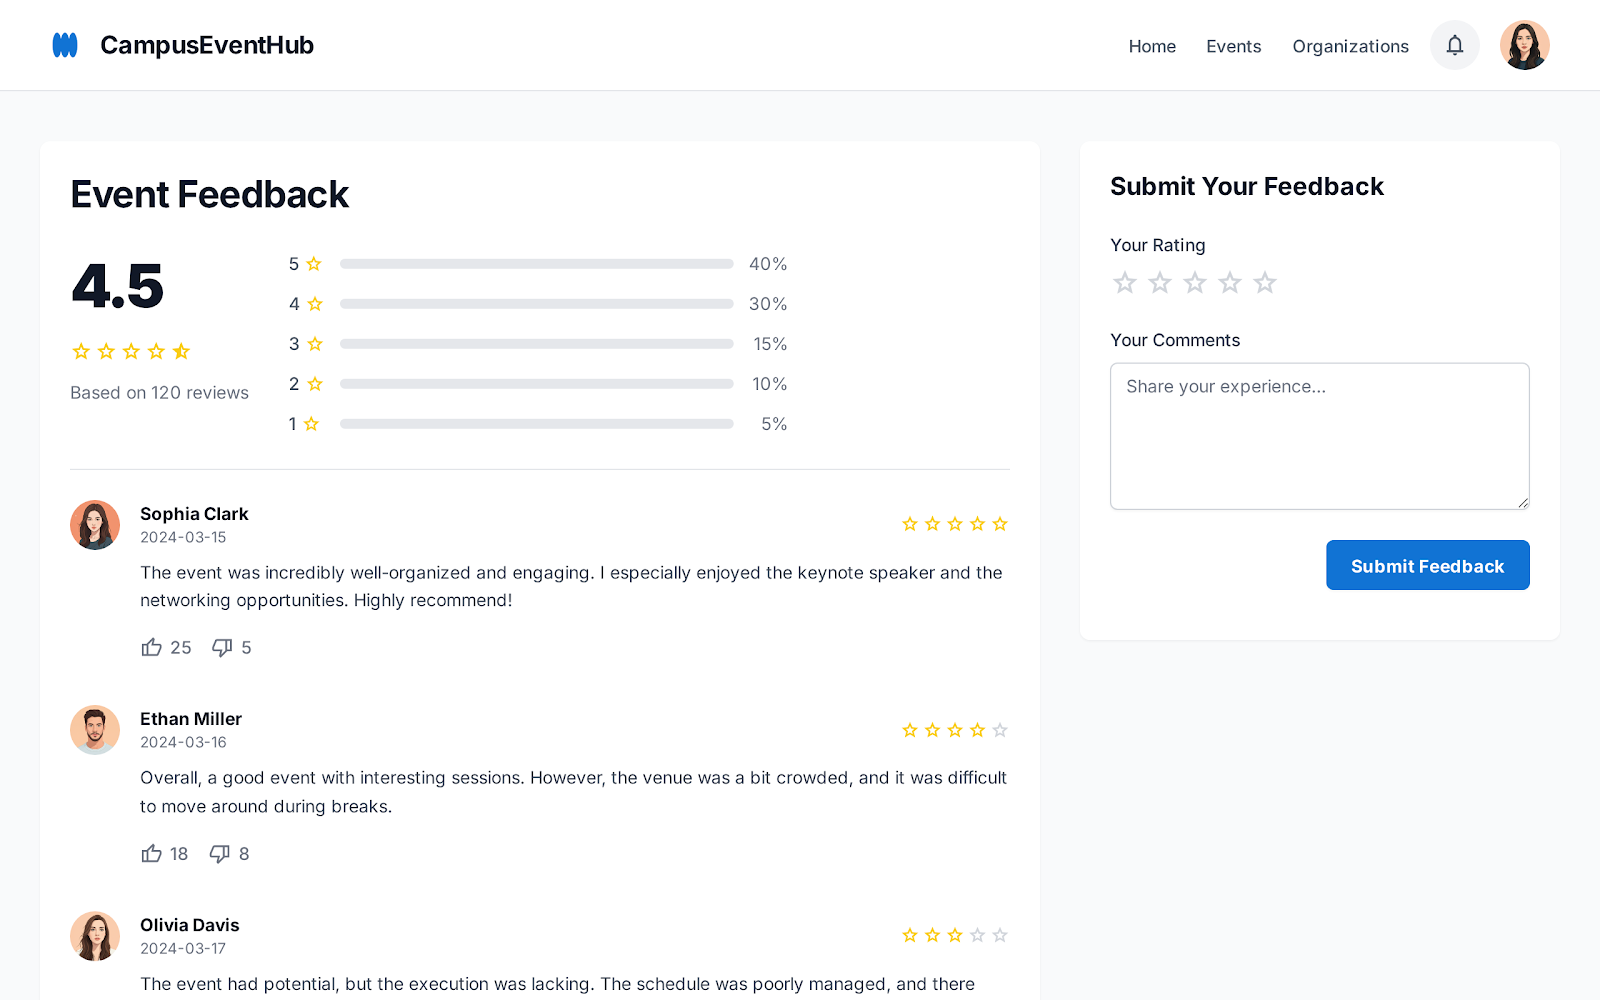 CampusEventHub
Home Events Organizations
Event Feedback
4.5
Based on 120 reviews
5 40%
4 30%
3 15%
2 10%
1 5%
Sophia Clark
2024-03-15
The event was incredibly well-organized and engaging. I especially enjoyed the keynote speaker and the
networking opportunities. Highly recommend!
25 5
Ethan Miller
2024-03-16
Overall, a good event with interesting sessions. However, the venue was a bit crowded, and it was difficult
to move around during breaks.
18 8
Olivia Davis
2024-03-17
The event had potential, but the execution was lacking. The schedule was poorly managed, and there
Submit Your Feedback
Your Rating
Your Comments
Share your experience...
Submit Feedback